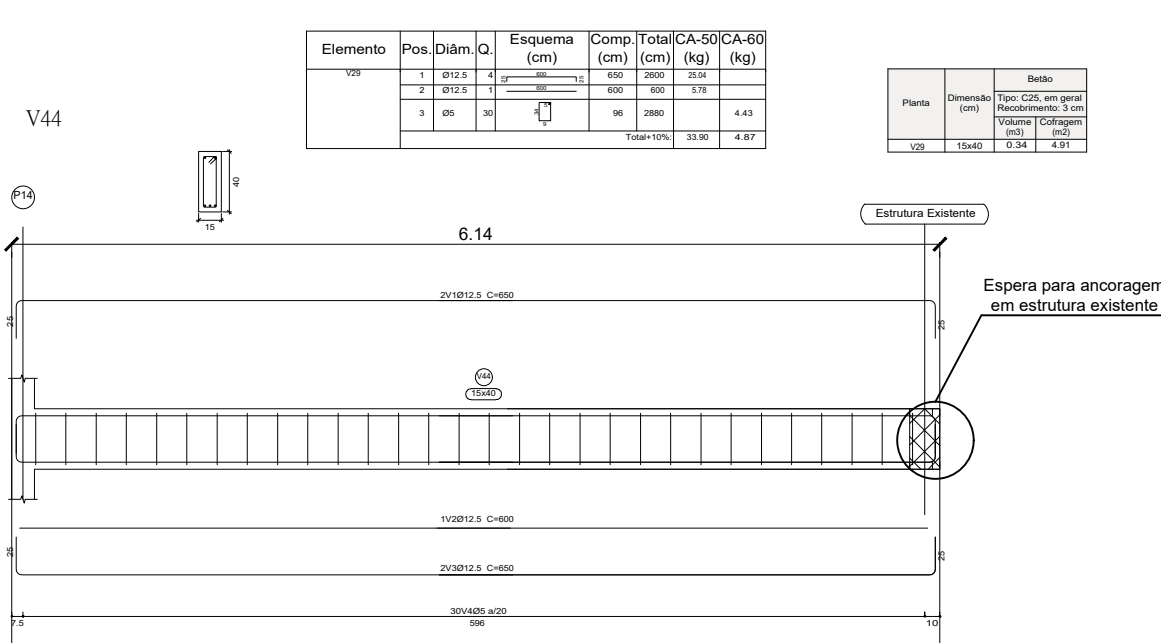 Elemento Pos. Diâm. Q. Esquema (cm) Comp. (cm) Total (cm) CA-50 (kg) CA-60 (kg)
V29 1 Ø12.5 4 25 600 25 650 2600 25.04
2 Ø12.5 1 600 600 600 5.78
3 Ø5 30 34 9 96 2880 4.43
Total+10%: 33.90 4.87
Planta Dimensão (cm) Betão
Tipo: C25, em geral
Recobrimento: 3 cm
Volume (m3) Cofragem (m2)
V29 15x40 0.34 4.91
V44
40
15
P14
Estrutura Existente
6.14
Espera para ancoragem
em estrutura existente
2V1Ø12.5 C=650
25
25
V44
15x40
1V2Ø12.5 C=600
25
25
2V3Ø12.5 C=650
30V4Ø5 a/20
7.5 596 10